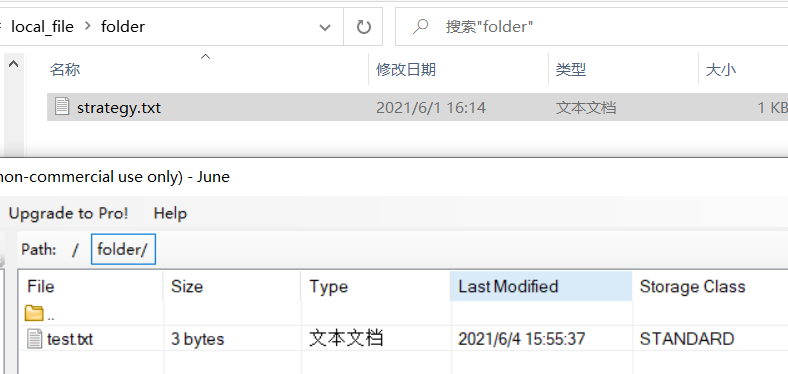 local_file > folder 搜索"folder"
名称 修改日期 类型 大小
strategy.txt 2021/6/1 16:14 文本文档 1 KB
non-commercial use only) - June
Upgrade to Pro! Help
Path: / folder/
File Size Type Last Modified Storage Class
..
test.txt 3 bytes 文本文档 2021/6/4 15:55:37 STANDARD